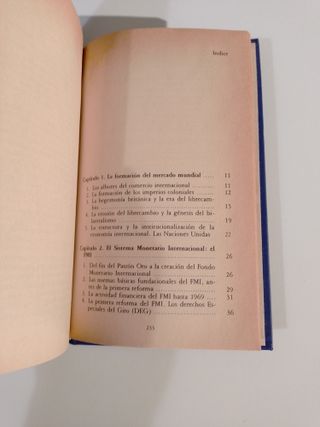 Indice
Capítulo 1. La formación del mercado mundial .... 11
1. Los albores del comercio internacional ........ 11
2. La formación de los imperios coloniales ...... 12
3. La hegemonía británica y la era del librecam-
bio ............................ 15
4. La erosión del librecambio y la génesis del bi-
lateralismo ....................... 19
5. La estructura y la institucionalización de la
economía internacional. Las Naciones Unidas 22
Capítulo 2. El Sistema Monetario Internacional: el
FMI ............................ 26
1. Del fin del Patrón Oro a la creación del Fondo
Monetario Internacional ................ 26
2. Las normas básicas fundacionales del FMI, an-
tes de la primera reforma ............... 29
3. La actividad financiera del FMI hasta 1969 .. 31
4. La primera reforma del FMI. Los derechos Es-
peciales del Giro (DEG) ............... 36
233